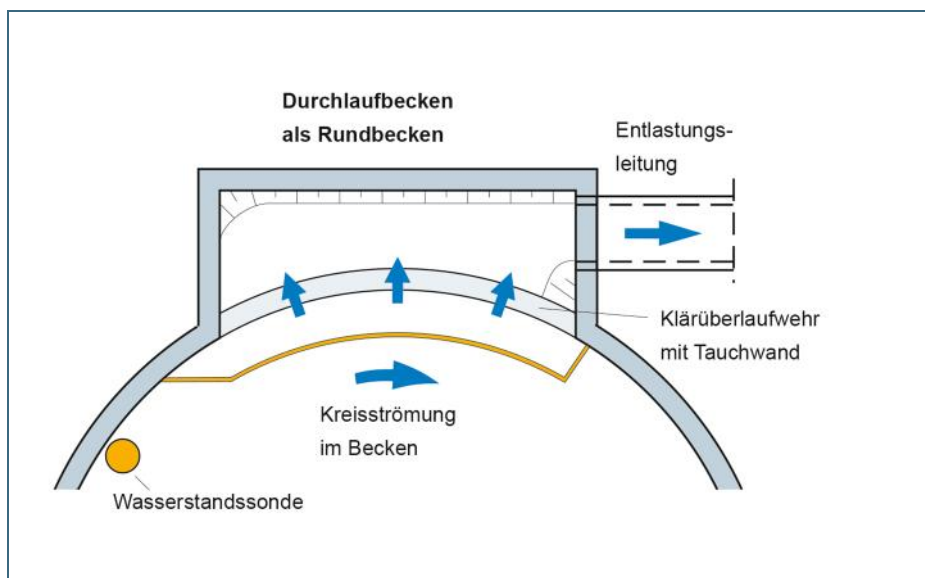 Durchlaufbecken
als Rundbecken
Entlastungs-
leitung
Klärüberlaufwehr
mit Tauchwand
Kreisströmung
im Becken
Wasserstandssonde